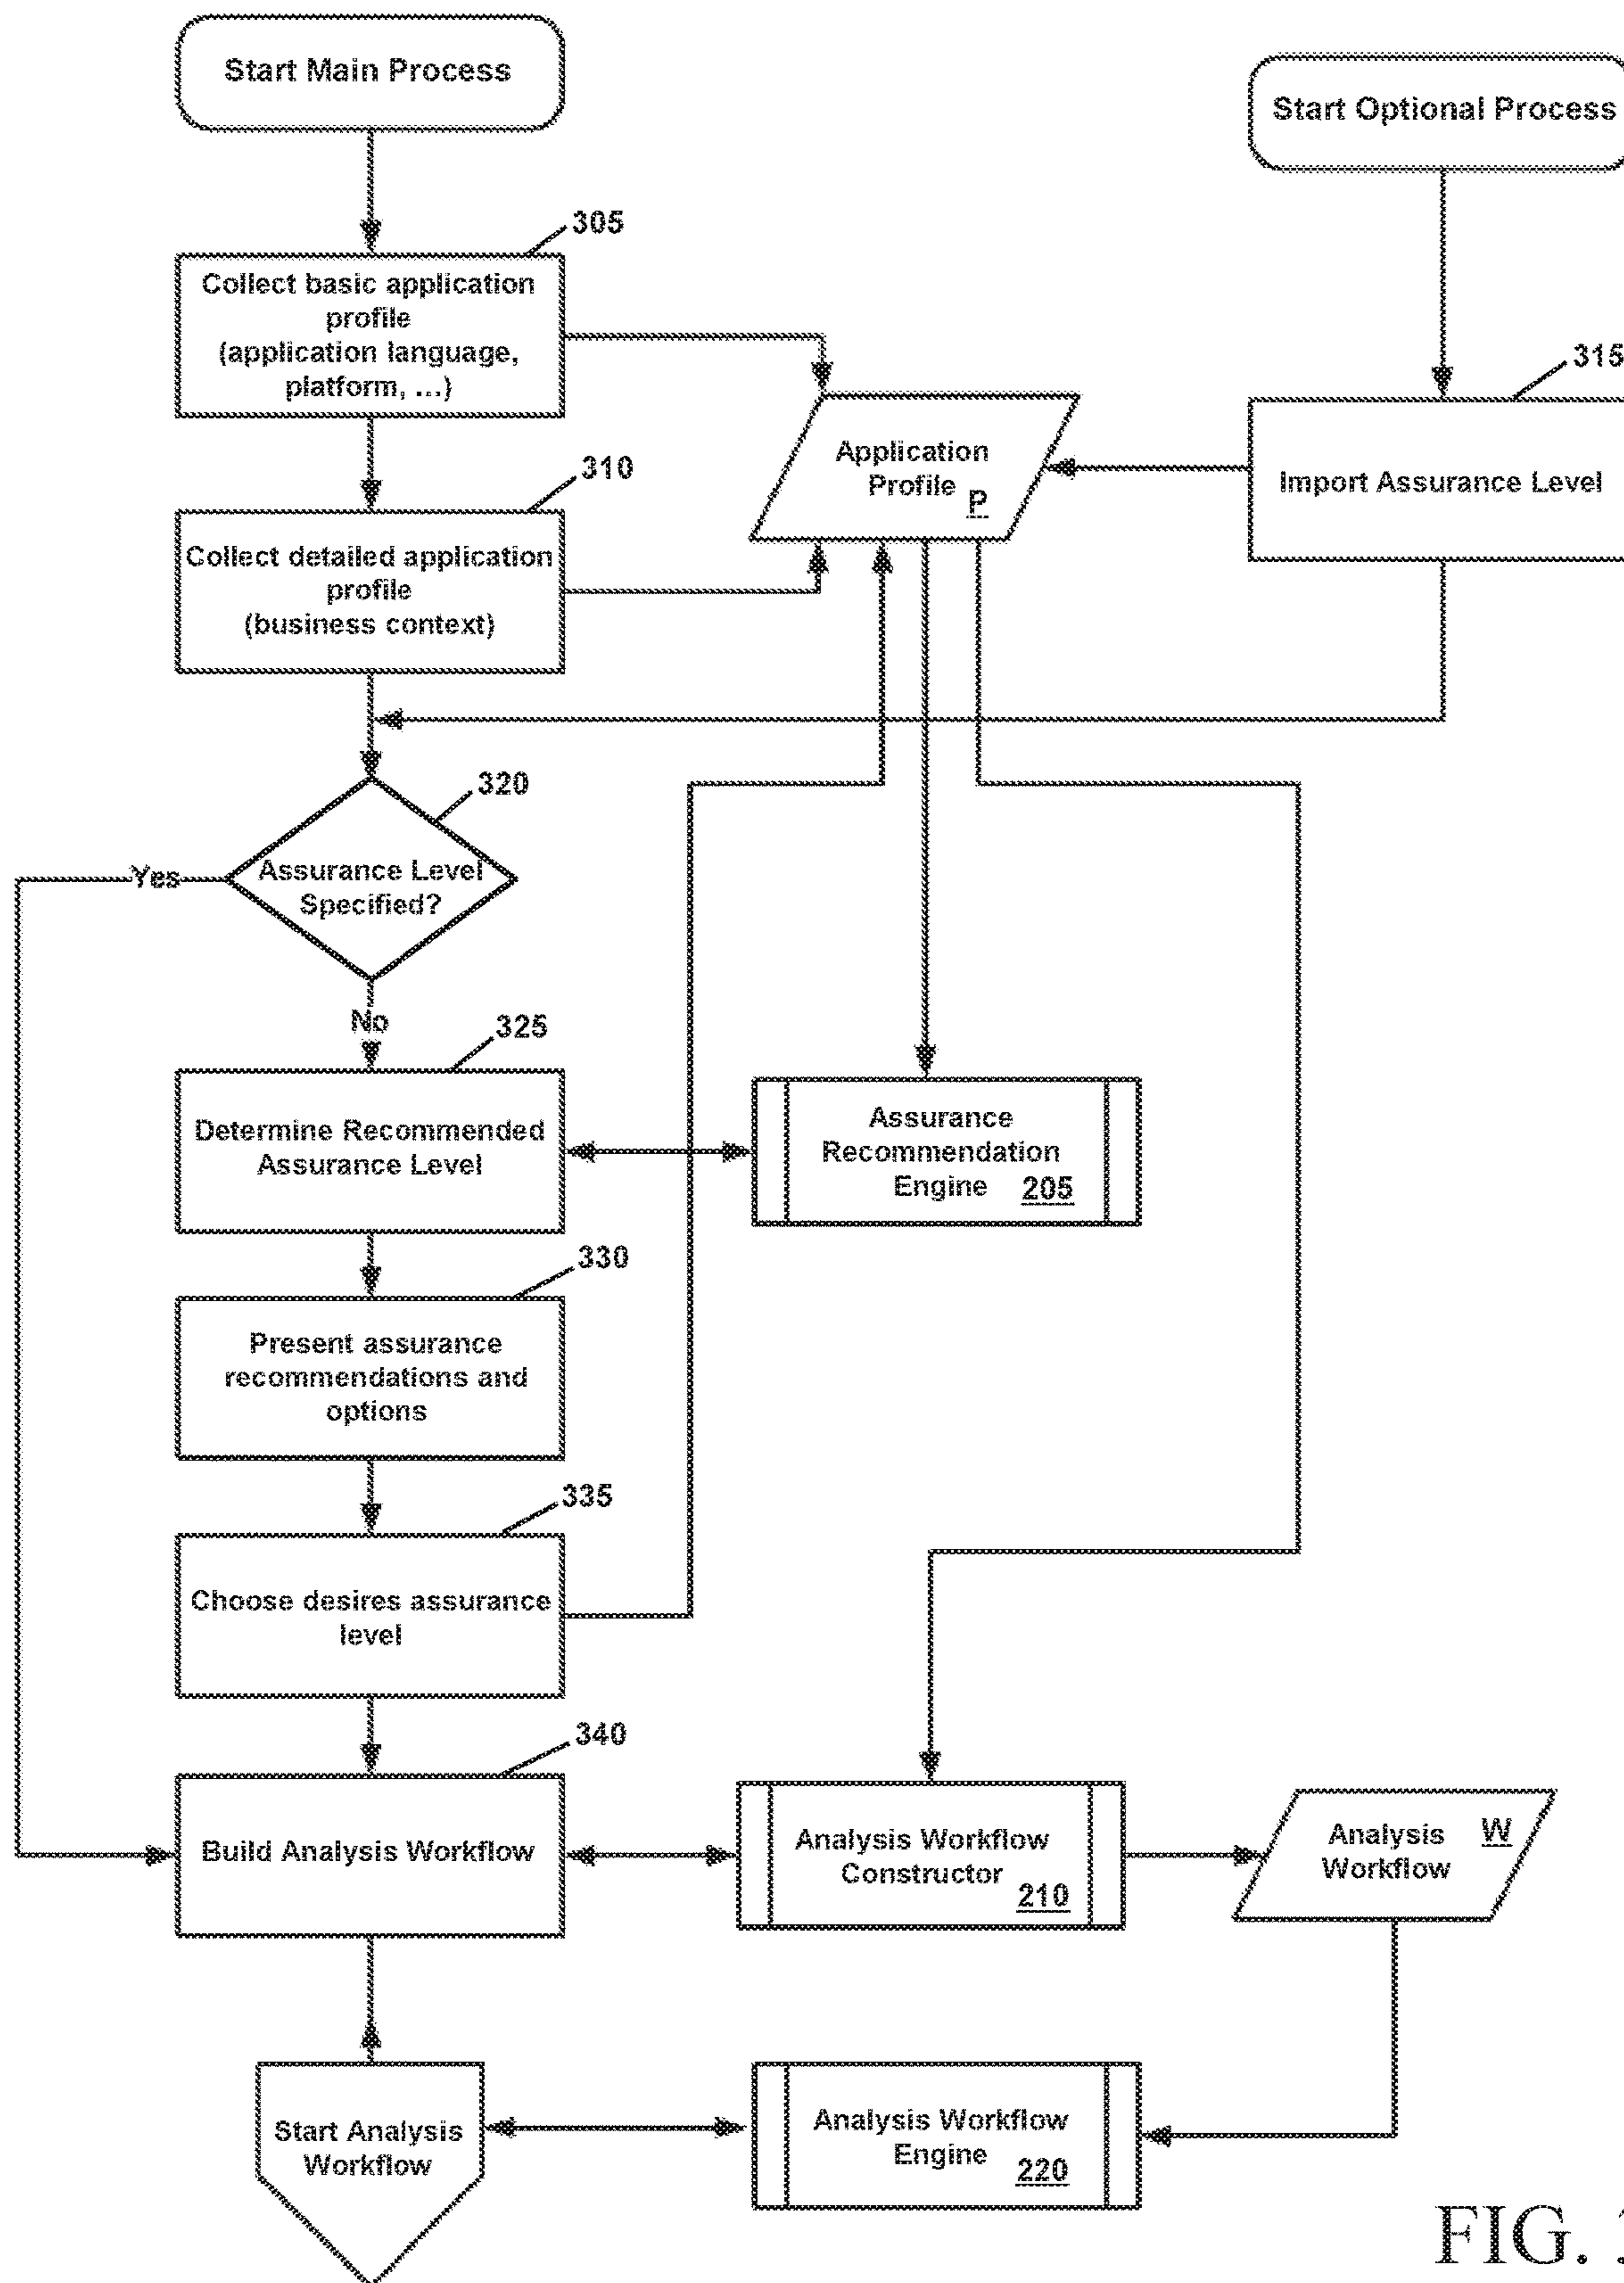 Start Main Process
Start Optional Process
305
Collect basic application
profile
(application language,
platform, ...)
315
310
Application
Profile P
Import Assurance Level
Collect detailed application
profile
(business context)
320
Yes
Assurance Level
Specified?
No
325
Determine Recommended
Assurance Level
Assurance
Recommendation
Engine 205
330
Present assurance
recommendations and
options
335
Choose desires assurance
level
340
Build Analysis Workflow
Analysis Workflow
Constructor
210
Analysis W
Workflow
Start Analysis
Workflow
Analysis Workflow
Engine 220
FIG.